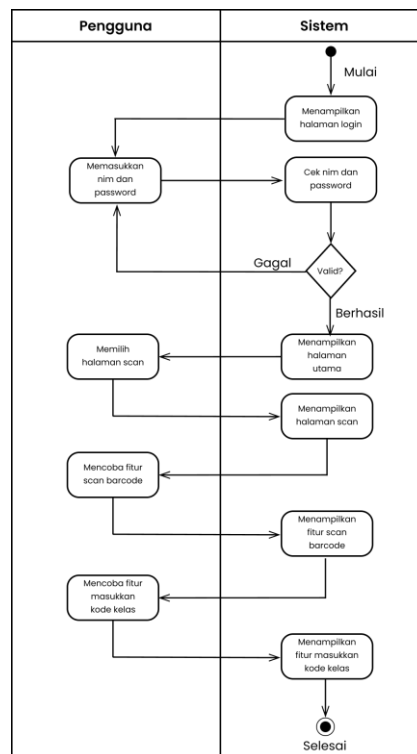 Pengguna
Sistem
Mulai
Menampilkan
halaman login
Memasukkan
nim dan
password
Cek nim dan
password
Gagal
Valid?
Berhasil
Memilih
halaman scan
Menampilkan
halaman
utama
Menampilkan
halaman scan
Mencoba fitur
scan barcode
Menampilkan
fitur scan
barcode
Mencoba fitur
masukkan
kode kelas
Menampilkan
fitur masukkan
kode kelas
Selesai